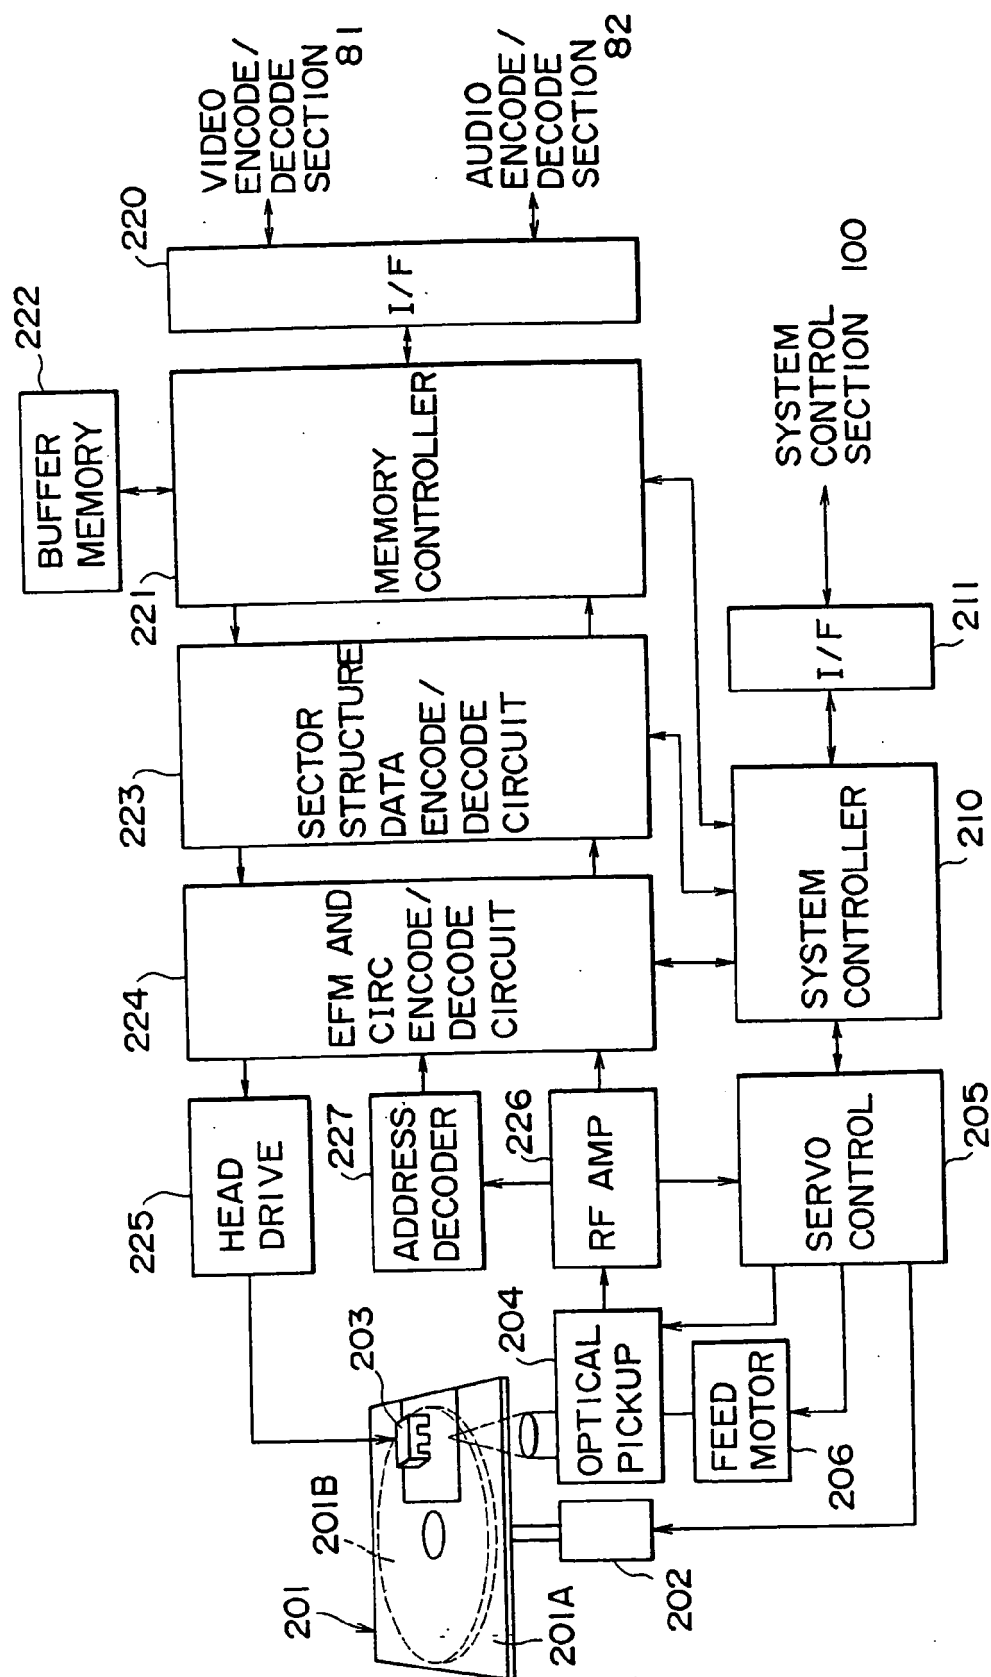 201
201B
201A
203
202
204
OPTICAL
PICKUP
FEED
MOTOR
206
225
HEAD
DRIVE
227
ADDRESS
DECODER
226
RF AMP
SERVO
CONTROL
205
224
EFM AND
CIRC
ENCODE/
DECODE
CIRCUIT
223
SECTOR
STRUCTURE
DATA
ENCODE/
DECODE
CIRCUIT
SYSTEM
CONTROLLER
210
221
MEMORY
CONTROLLER
222
BUFFER
MEMORY
I/F
211
220
I/F
VIDEO
ENCODE/
DECODE
SECTION
81
AUDIO
ENCODE/
DECODE
SECTION
82
SYSTEM
CONTROL
SECTION 100